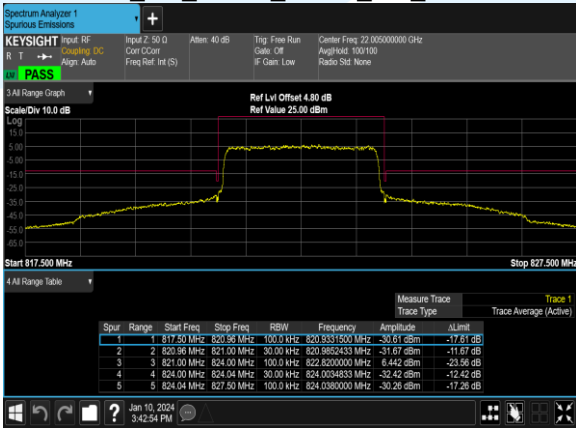 Spectrum Analyzer 1
Spurious Emissions
+
KEYSIGHT Input: RF Input Z: 50 Ω Atten: 40 dB Trig: Free Run Center Freq: 22.005000000 GHz
R T Coupling: DC Corr CCorr Gate: Off Avg|Hold: 100/100
Align: Auto Freq Ref: Int (S) IF Gain: Low Radio Std: None
PASS
3 All Range Graph
Ref Lvl Offset 4.80 dB
Scale/Div 10.0 dB Ref Value 25.00 dBm
Log
15.0
5.00
-5.00
-15.0
-25.0
-35.0
-45.0
-55.0
-65.0
Start 817.500 MHz Stop 827.500 MHz
4 All Range Table
Measure Trace Trace 1
Trace Type Trace Average (Active)
Spur Range Start Freq Stop Freq RBW Frequency Amplitude ΔLimit
1 1 817.50 MHz 820.96 MHz 100.0 kHz 820.9331500 MHz -30.61 dBm -17.61 dB
2 2 820.96 MHz 821.00 MHz 30.00 kHz 820.9852433 MHz -31.67 dBm -11.67 dB
3 3 821.00 MHz 824.00 MHz 100.0 kHz 822.8200000 MHz 6.442 dBm -23.56 dB
4 4 824.00 MHz 824.04 MHz 30.00 kHz 824.0034833 MHz -32.42 dBm -12.42 dB
5 5 824.04 MHz 827.50 MHz 100.0 kHz 824.0380000 MHz -30.26 dBm -17.26 dB
? Jan 10, 2024
3:42:54 PM